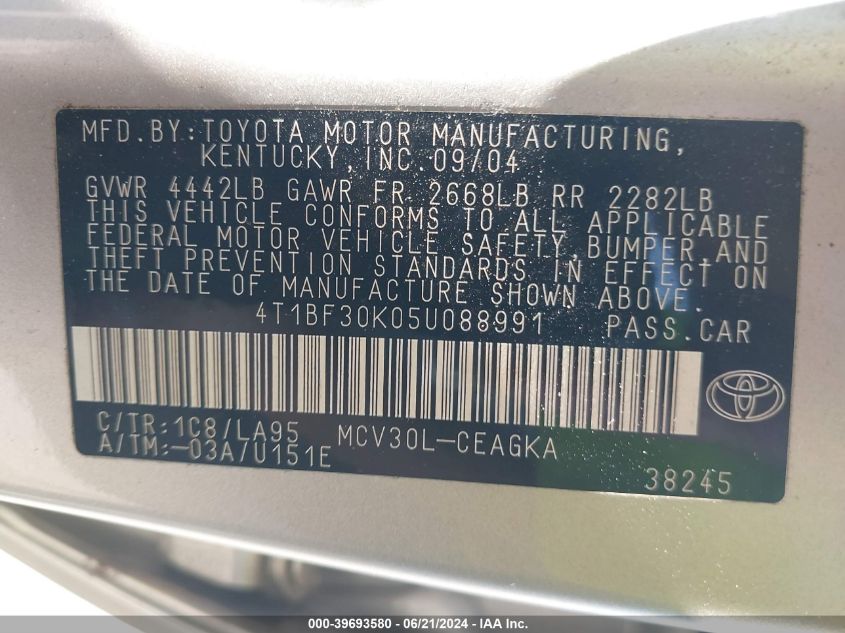 MFD.BY:TOYOTA MOTOR MANUFACTURING,
KENTUCKY,INC.09/04
GVWR 4442LB GAWR FR 2668LB RR 2282LB
THIS VEHICLE CONFORMS TO ALL APPLICABLE
FEDERAL MOTOR VEHICLE SAFETY,BUMPER,AND
THEFT PREVENTION STANDARDS IN EFFECT ON
THE DATE OF MANUFACTURE SHOWN ABOVE.
4T1BF30K05U088991 PASS.CAR
C/TR:1C8/LA95 MCV30L-CEAGKA
A/TM:-03A/U151E
38245
000-39693580 - 06/21/2024 - IAAI.COM